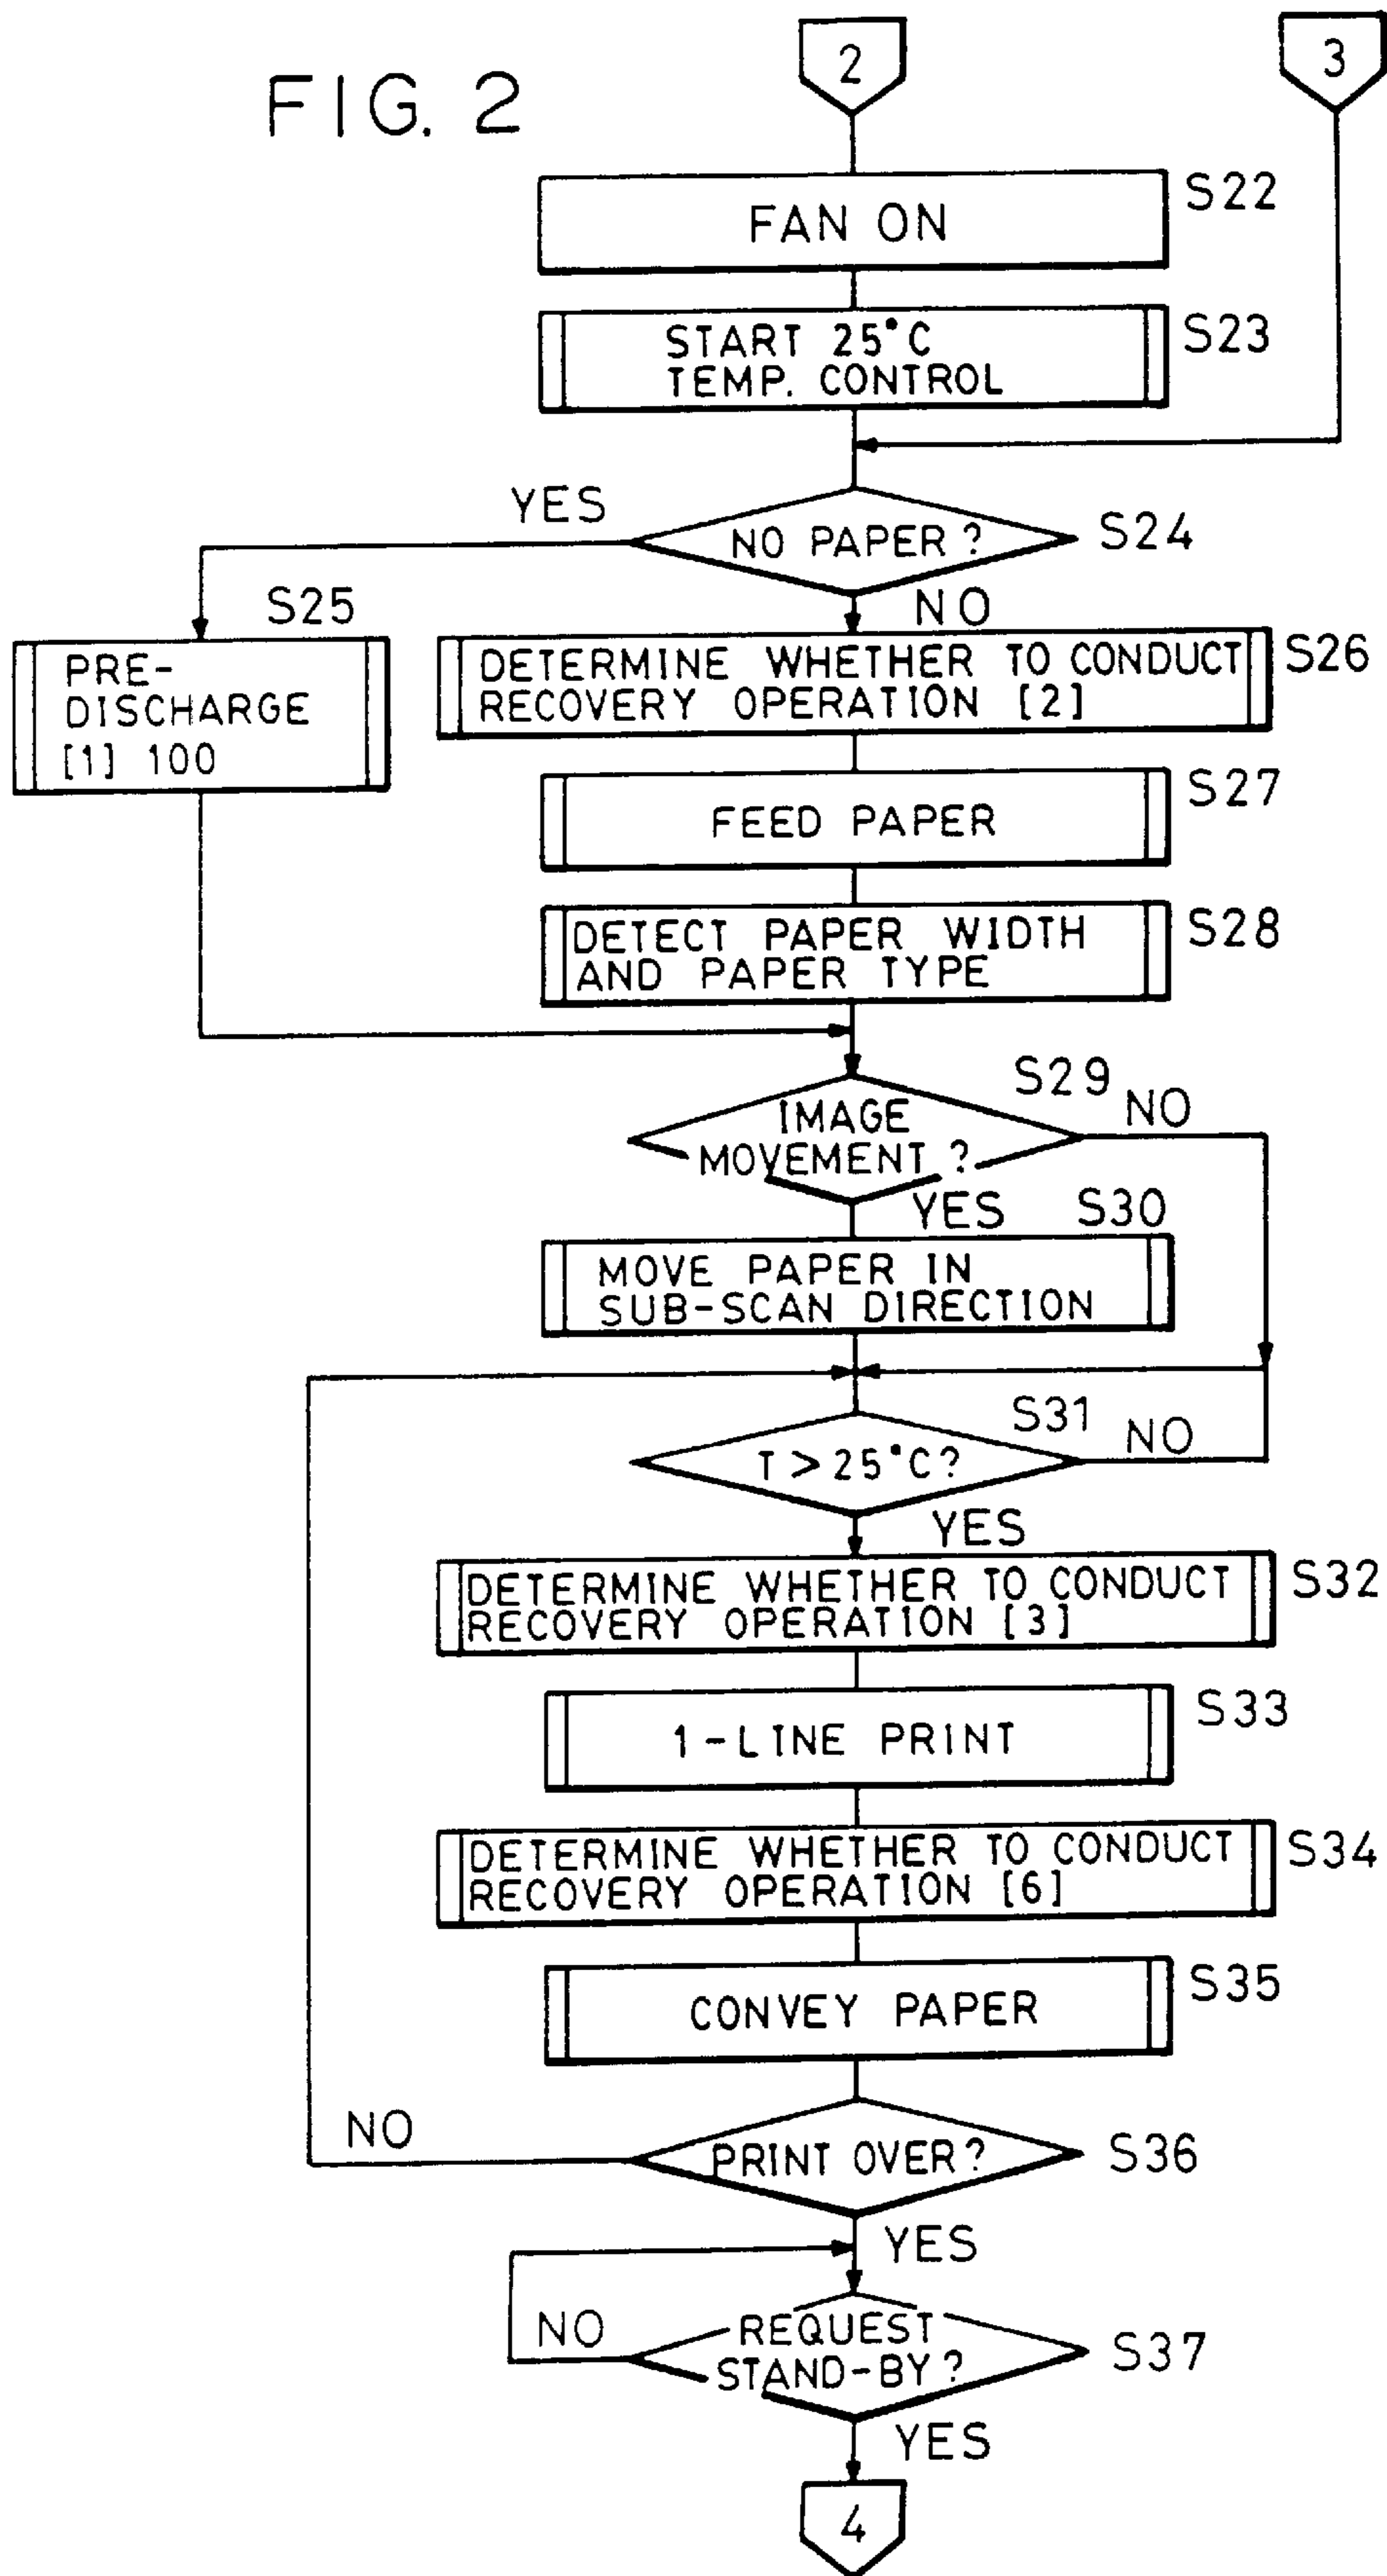 FIG. 2
2
3
FAN ON
S22
START 25°C
TEMP. CONTROL
S23
YES
NO PAPER?
S24
NO
S25
PRE-
DISCHARGE
[1] 100
DETERMINE WHETHER TO CONDUCT
RECOVERY OPERATION [2]
S26
FEED PAPER
S27
DETECT PAPER WIDTH
AND PAPER TYPE
S28
S29
IMAGE
MOVEMENT?
NO
YES
S30
MOVE PAPER IN
SUB-SCAN DIRECTION
S31
T > 25°C?
NO
YES
DETERMINE WHETHER TO CONDUCT
RECOVERY OPERATION [3]
S32
1-LINE PRINT
S33
DETERMINE WHETHER TO CONDUCT
RECOVERY OPERATION [6]
S34
CONVEY PAPER
S35
NO
PRINT OVER?
S36
YES
NO
REQUEST
STAND-BY?
S37
YES
4